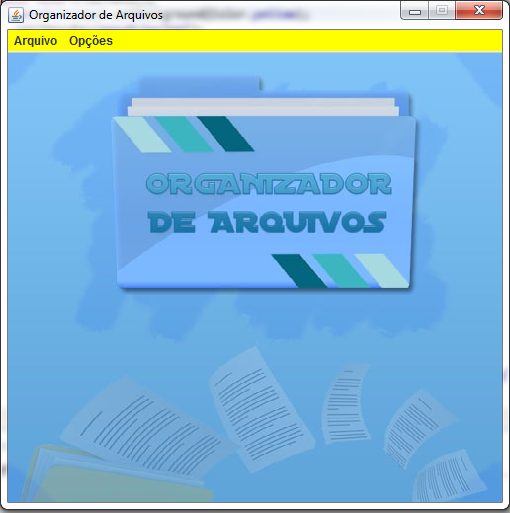 Organizador de Arquivos
Arquivo Opções
ORGANIZADOR
DE ARQUIVOS